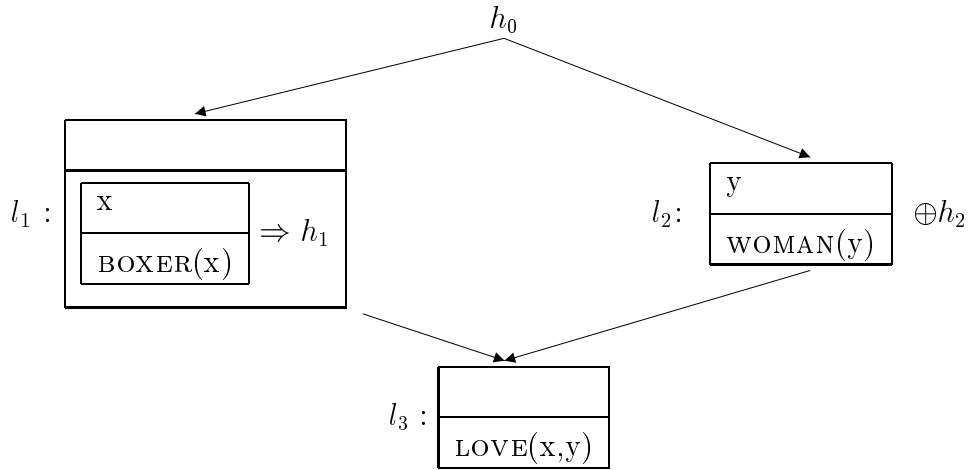 h₀
x
BOXER(x)
l₁ : ⇒ h₁
y
l₂: ⊕h₂
WOMAN(y)
l₃ :
LOVE(x,y)